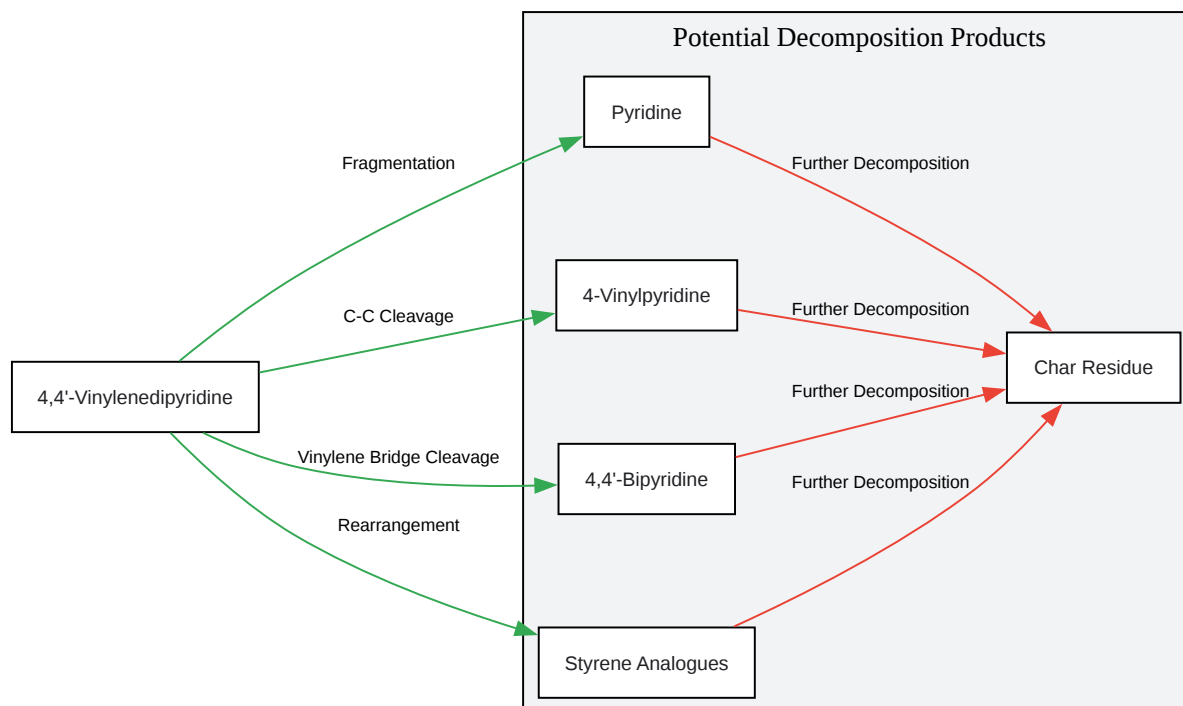 Potential Decomposition Products
Pyridine
Fragmentation
Further Decomposition
4-Vinylpyridine
C-C Cleavage
Further Decomposition
4,4'-Vinylenedipyridine
Char Residue
Further Decomposition
Vinylene Bridge Cleavage
4,4'-Bipyridine
Further Decomposition
Rearrangement
Styrene Analogues